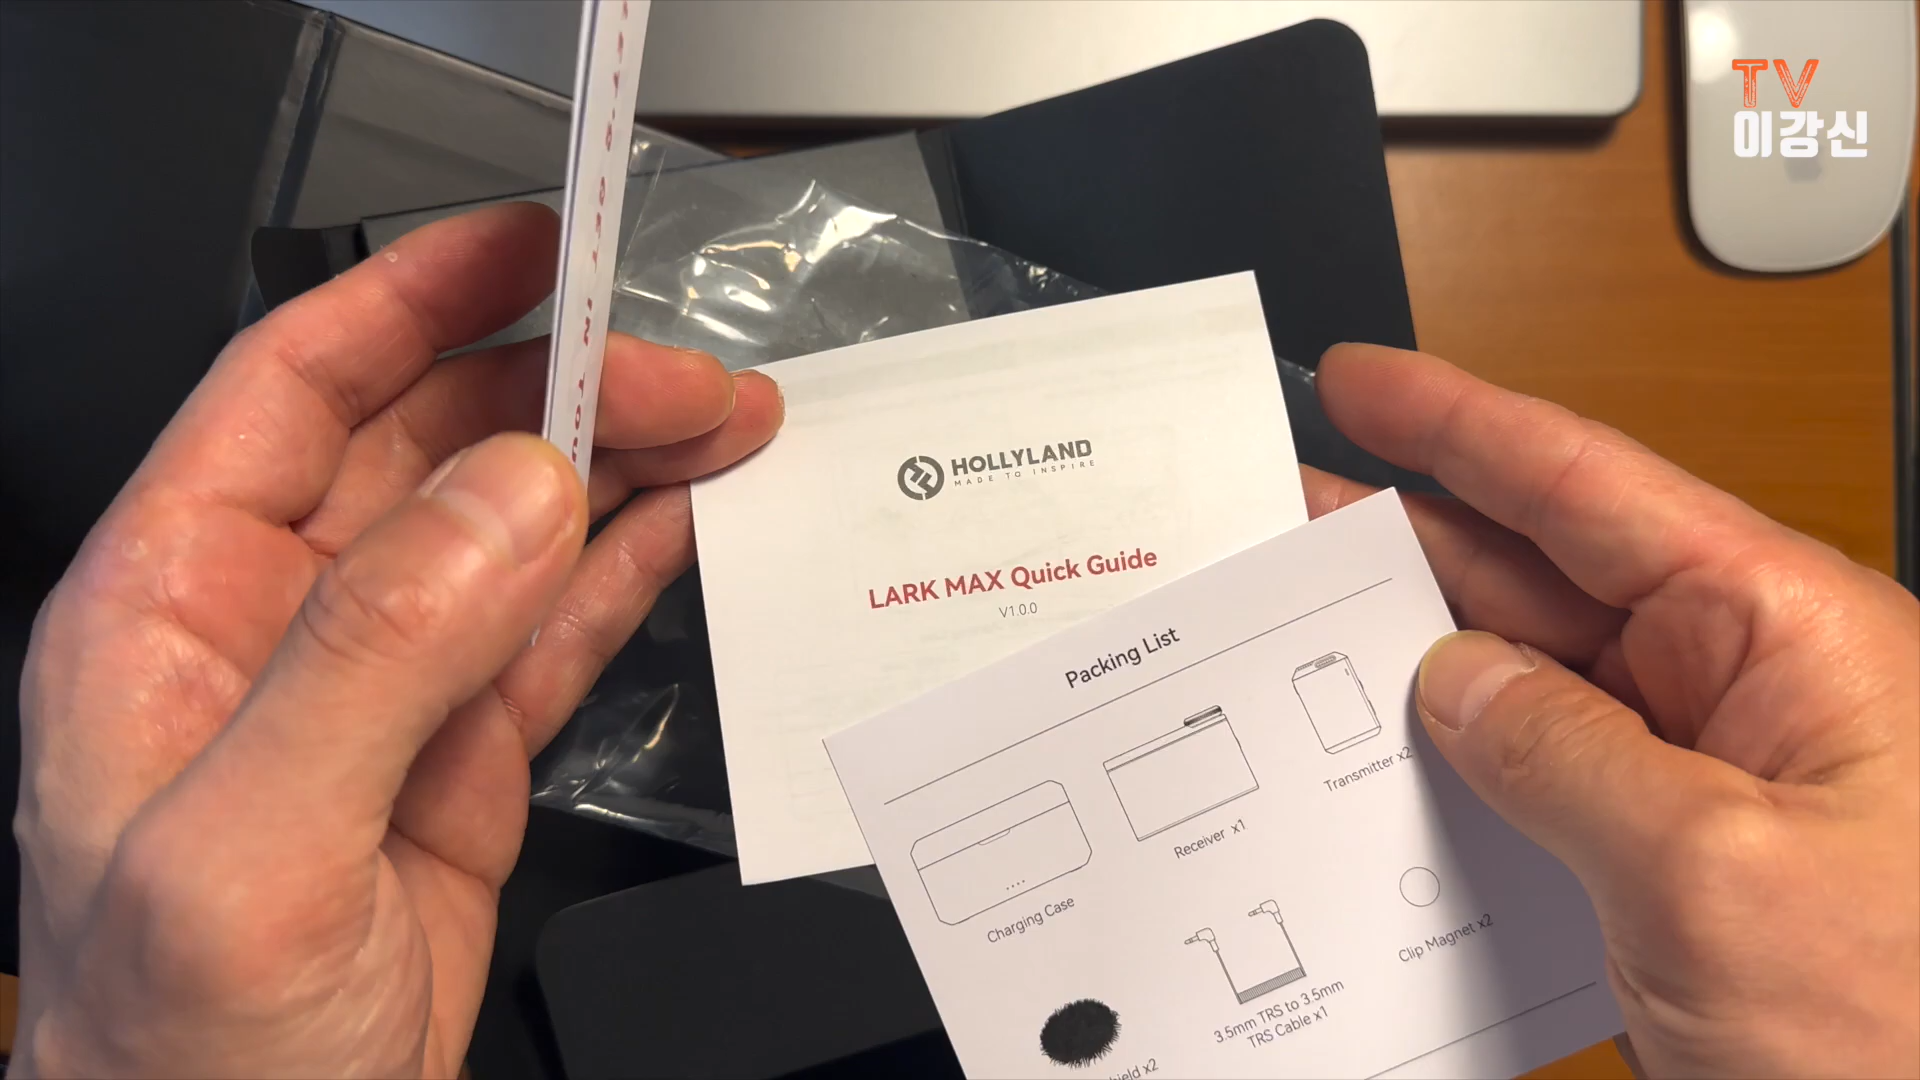 TV
이강신
HOLLYLAND
MADE TO INSPIRE
LARK MAX Quick Guide
V1.0.0
Packing List
Transmitter x2
Receiver x1
Charging Case
Clip Magnet x2
3.5mm TRS to 3.5mm
TRS Cable x1
x2